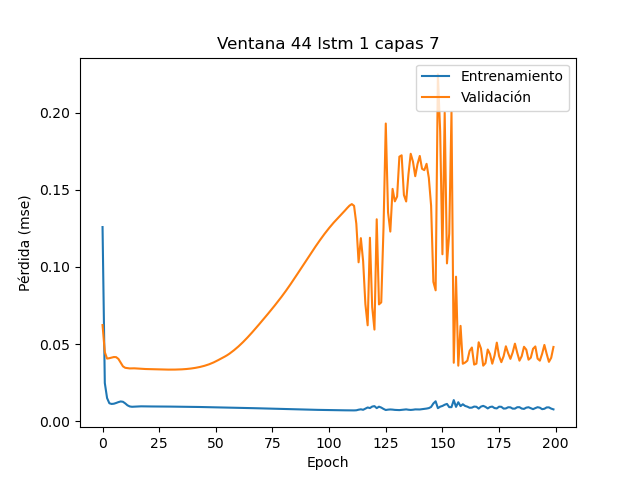 Ventana 44 lstm 1 capas 7
Entrenamiento
Validación
Pérdida (mse)
0.20
0.15
0.10
0.05
0.00
0 25 50 75 100 125 150 175 200
Epoch